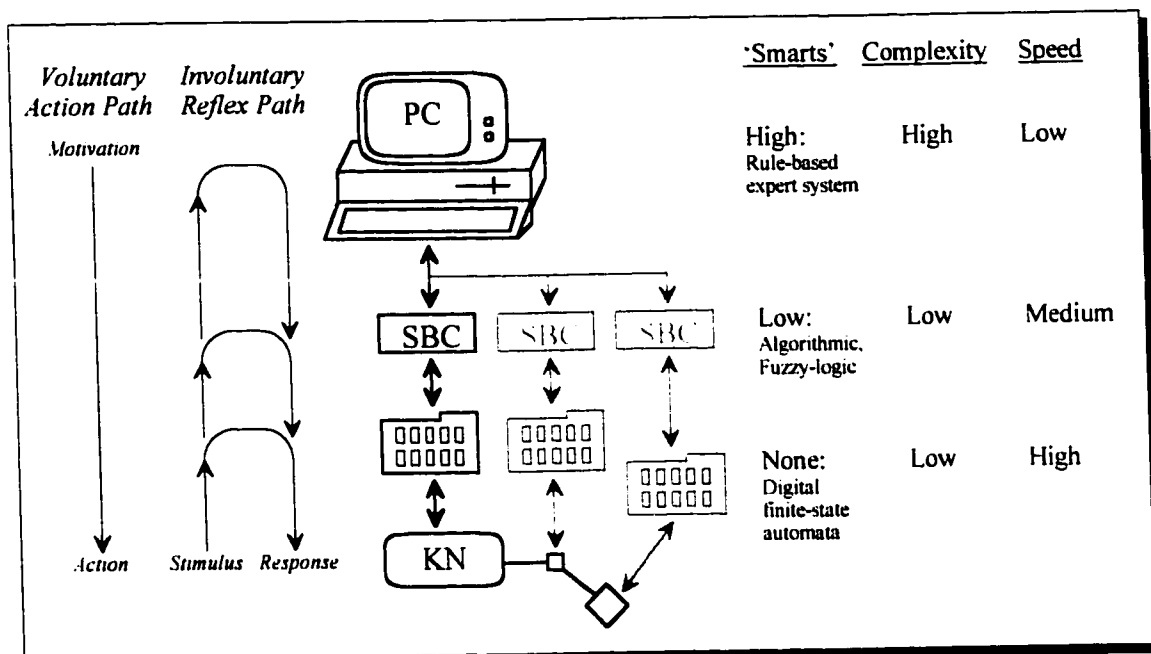 Voluntary
Action Path
Motivation
Action
Involuntary
Reflex Path
Stimulus
Response
PC
SBC
SBC
SBC
KN
'Smarts'
Complexity
Speed
High:
Rule-based
expert system
High
Low
Low:
Algorithmic,
Fuzzy-logic
Low
Medium
None:
Digital
finite-state
automata
Low
High